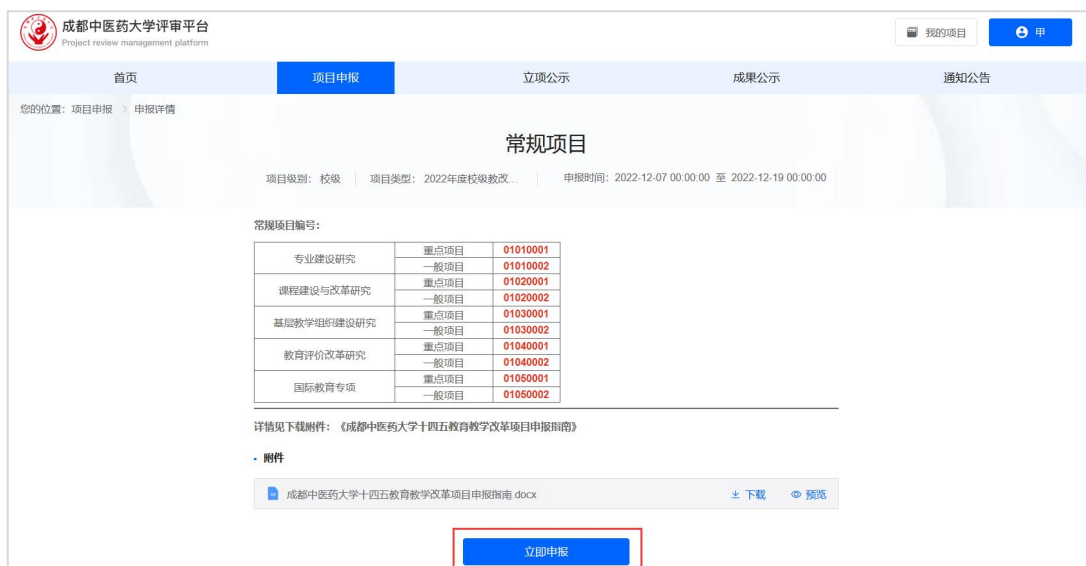 成都中医药大学评审平台
Project review management platform
我的项目
甲
首页 项目申报 立项公示 成果公示 通知公告
您的位置：项目申报 > 申报详情
常规项目
项目级别：校级 项目类型：2022年度校级教改... 申报时间：2022-12-07 00:00:00 至 2022-12-19 00:00:00
常规项目编号：
专业建设研究 重点项目 01010001
一般项目 01010002
课程建设与改革研究 重点项目 01020001
一般项目 01020002
基层教学组织建设研究 重点项目 01030001
一般项目 01030002
教育评价改革研究 重点项目 01040001
一般项目 01040002
国际教育专项 重点项目 01050001
一般项目 01050002
详情见下载附件：《成都中医药大学十四五教育教学改革项目申报指南》
附件
成都中医药大学十四五教育教学改革项目申报指南.docx 下载 预览
立即申报